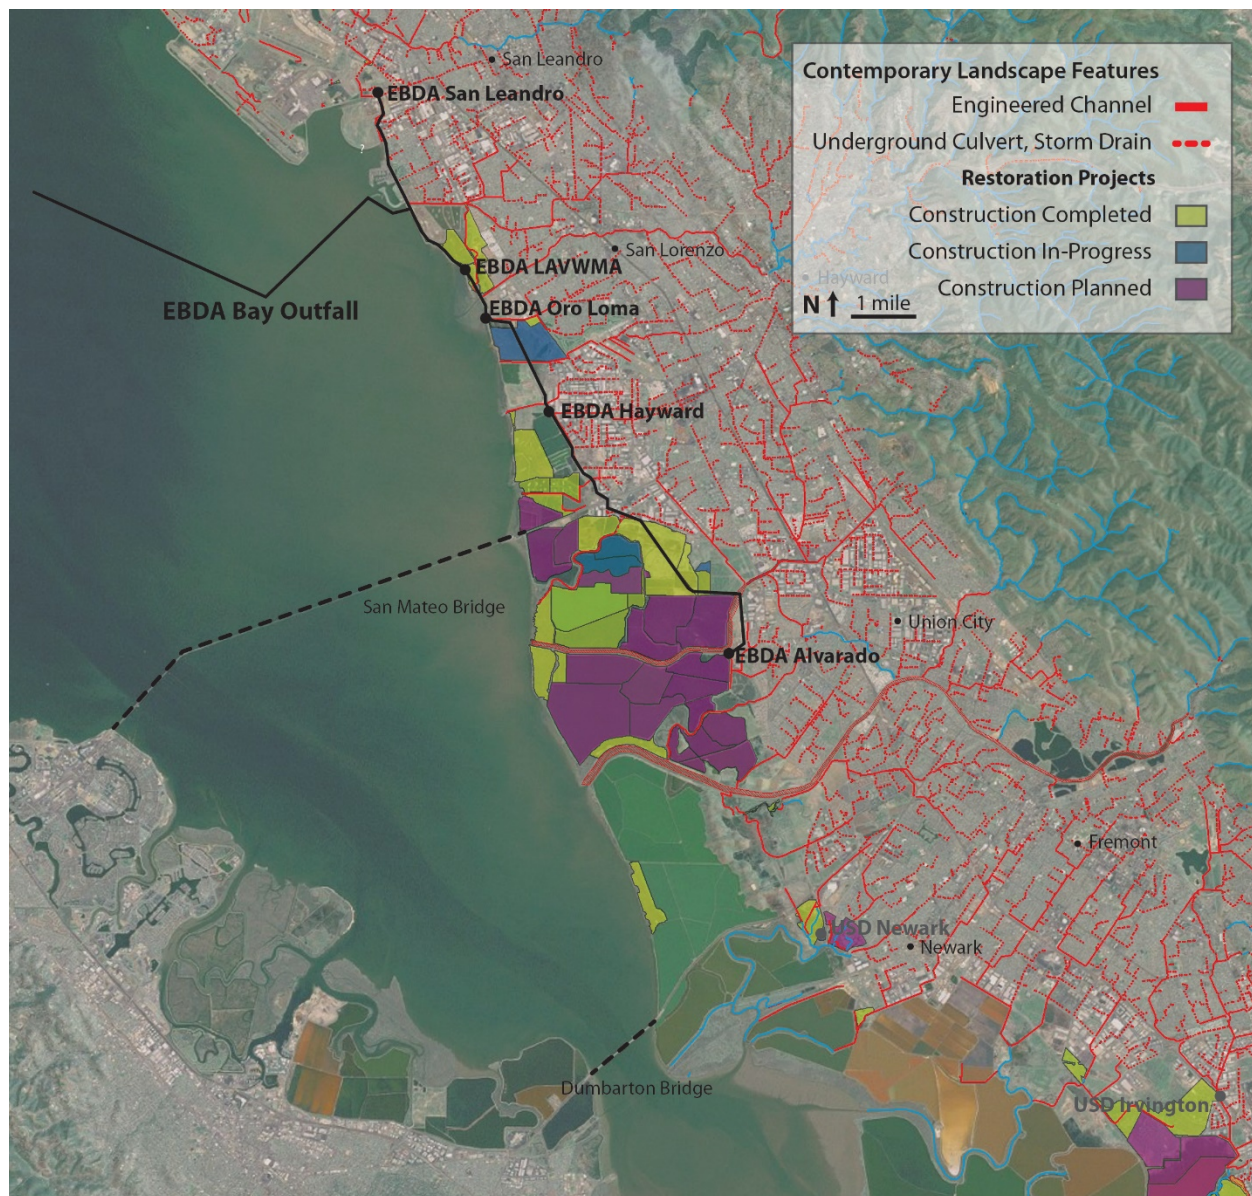 San Leandro
EBDA San Leandro
Contemporary Landscape Features
Engineered Channel
Underground Culvert, Storm Drain
Restoration Projects
Construction Completed
Construction In-Progress
Construction Planned
N
1 mile
Hayward
?
San Lorenzo
EBDA LAVWMA
EBDA Oro Loma
EBDA Bay Outfall
EBDA Hayward
San Mateo Bridge
Union City
EBDA Alvarado
Fremont
USD Newark
Newark
Dumbarton Bridge
USD Irvington